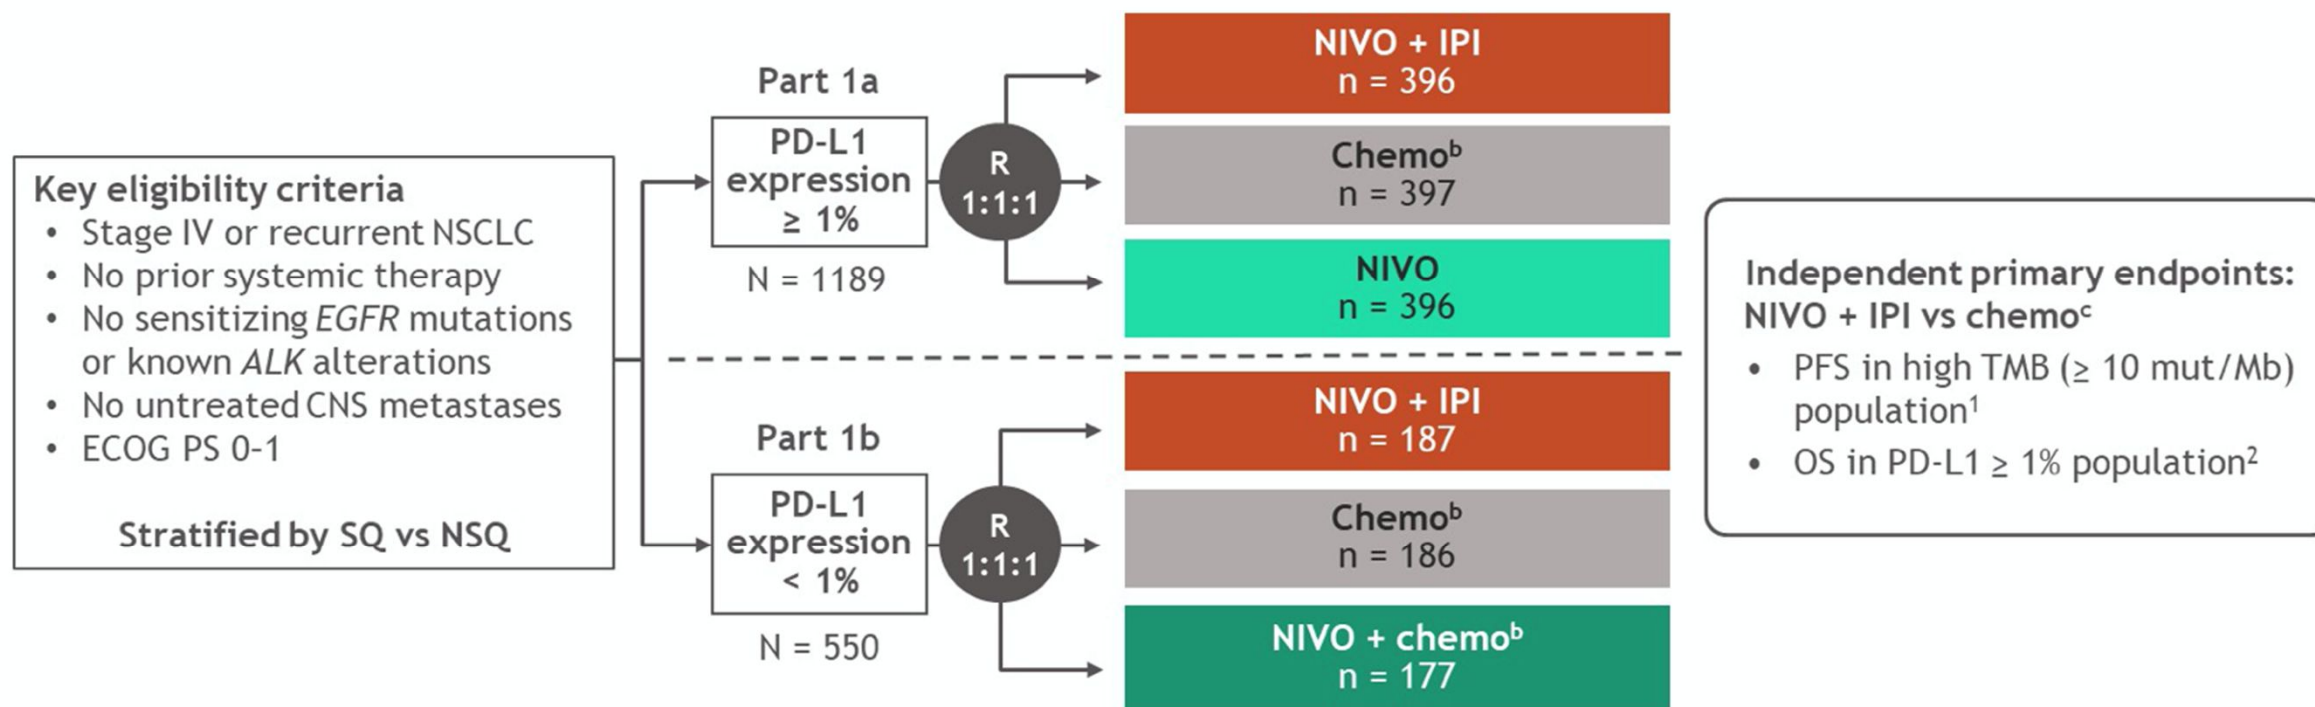 Key eligibility criteria
• Stage IV or recurrent NSCLC
• No prior systemic therapy
• No sensitizing EGFR mutations
or known ALK alterations
• No untreated CNS metastases
• ECOG PS 0-1
Stratified by SQ vs NSQ
Part 1a
PD-L1
expression
≥ 1%
N = 1189
R
1:1:1
NIVO + IPI
n = 396
Chemoᵇ
n = 397
NIVO
n = 396
Part 1b
PD-L1
expression
< 1%
N = 550
R
1:1:1
NIVO + IPI
n = 187
Chemoᵇ
n = 186
NIVO + chemoᵇ
n = 177
Independent primary endpoints:
NIVO + IPI vs chemoᶜ
• PFS in high TMB (≥ 10 mut/Mb)
population¹
• OS in PD-L1 ≥ 1% population²